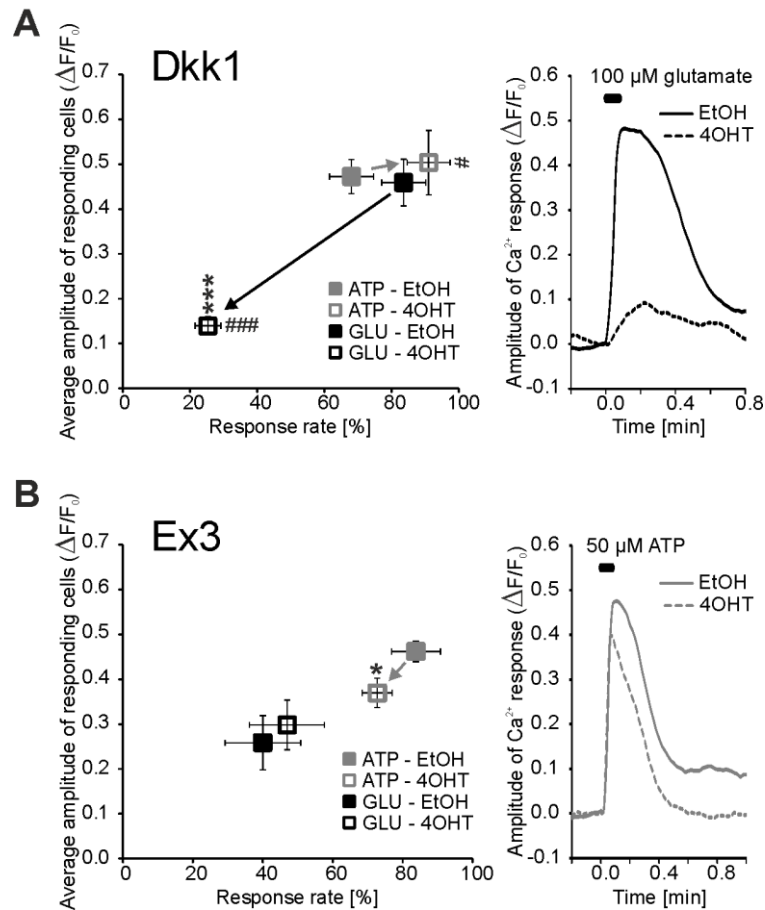 A
Dkk1
Average amplitude of responding cells (△F/F₀)
0.7
0.6
0.5
0.4
0.3
0.2
0.1
0.0
#
***
###
ATP - EtOH
ATP - 4OHT
GLU - EtOH
GLU - 4OHT
0 20 40 60 80 100
Response rate [%]
Amplitude of Ca²⁺ response (△F/F₀)
0.6
0.5
0.4
0.3
0.2
0.1
0.0
-0.1
100 µM glutamate
EtOH
4OHT
0.0 0.4 0.8
Time [min]
B
Ex3
Average amplitude of responding cells (△F/F₀)
0.7
0.6
0.5
0.4
0.3
0.2
0.1
0.0
*
ATP - EtOH
ATP - 4OHT
GLU - EtOH
GLU - 4OHT
0 20 40 60 80 100
Response rate [%]
Amplitude of Ca²⁺ response (△F/F₀)
0.6
0.5
0.4
0.3
0.2
0.1
0.0
-0.1
50 µM ATP
EtOH
4OHT
0.0 0.4 0.8
Time [min]